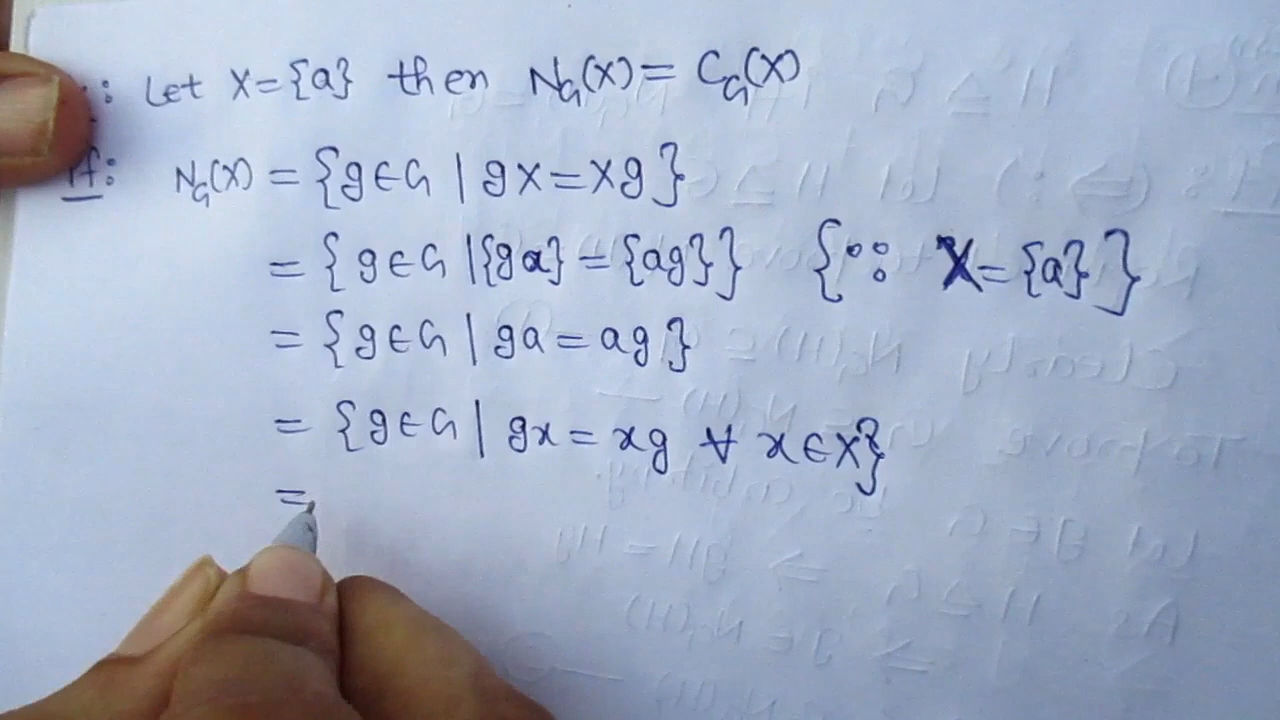 : Let X={a} then N_G(X) = C_G(X)
Pf: N_G(X) = {g∈G | gX=Xg}
= {g∈G | {ga} = {ag}} {∵ X={a}}
= {g∈G | ga = ag}
= {g∈G | gx = xg ∀ x∈X}
=